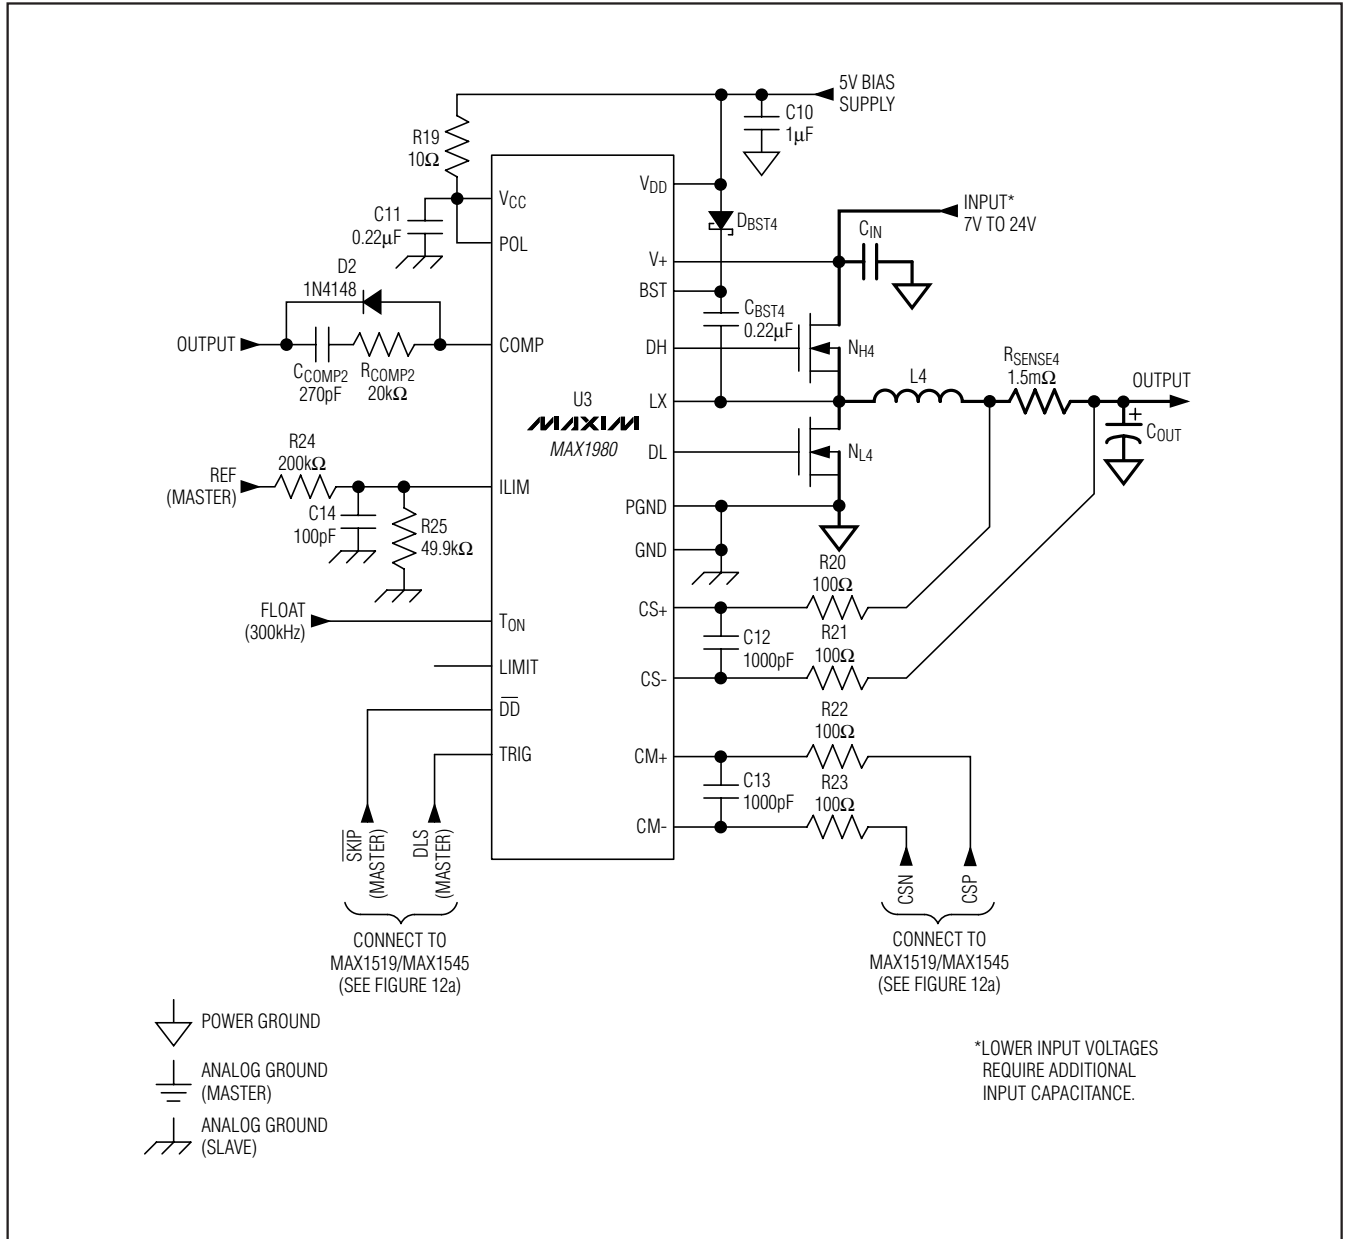 5V BIAS
SUPPLY
C10
1µF
R19
10Ω
VDD
VCC
INPUT*
7V TO 24V
C11
0.22µF
DBST4
CIN
POL
V+
D2
1N4148
BST
CBST4
0.22µF
OUTPUT
COMP
DH
NH4
CCOMP2
270pF
RCOMP2
20kΩ
RSENSE4
1.5mΩ
L4
OUTPUT
U3
MAXIM
MAX1980
LX
+
COUT
R24
200kΩ
DL
NL4
REF
(MASTER)
ILIM
PGND
C14
100pF
R25
49.9kΩ
GND
R20
100Ω
FLOAT
(300kHz)
TON
CS+
C12
1000pF
R21
100Ω
LIMIT
CS-
DD
R22
100Ω
TRIG
CM+
C13
1000pF
R23
100Ω
CM-
SKIP
(MASTER)
DLS
(MASTER)
CSN
CSP
CONNECT TO
MAX1519/MAX1545
(SEE FIGURE 12a)
CONNECT TO
MAX1519/MAX1545
(SEE FIGURE 12a)
POWER GROUND
ANALOG GROUND
(MASTER)
ANALOG GROUND
(SLAVE)
*LOWER INPUT VOLTAGES
REQUIRE ADDITIONAL
INPUT CAPACITANCE.